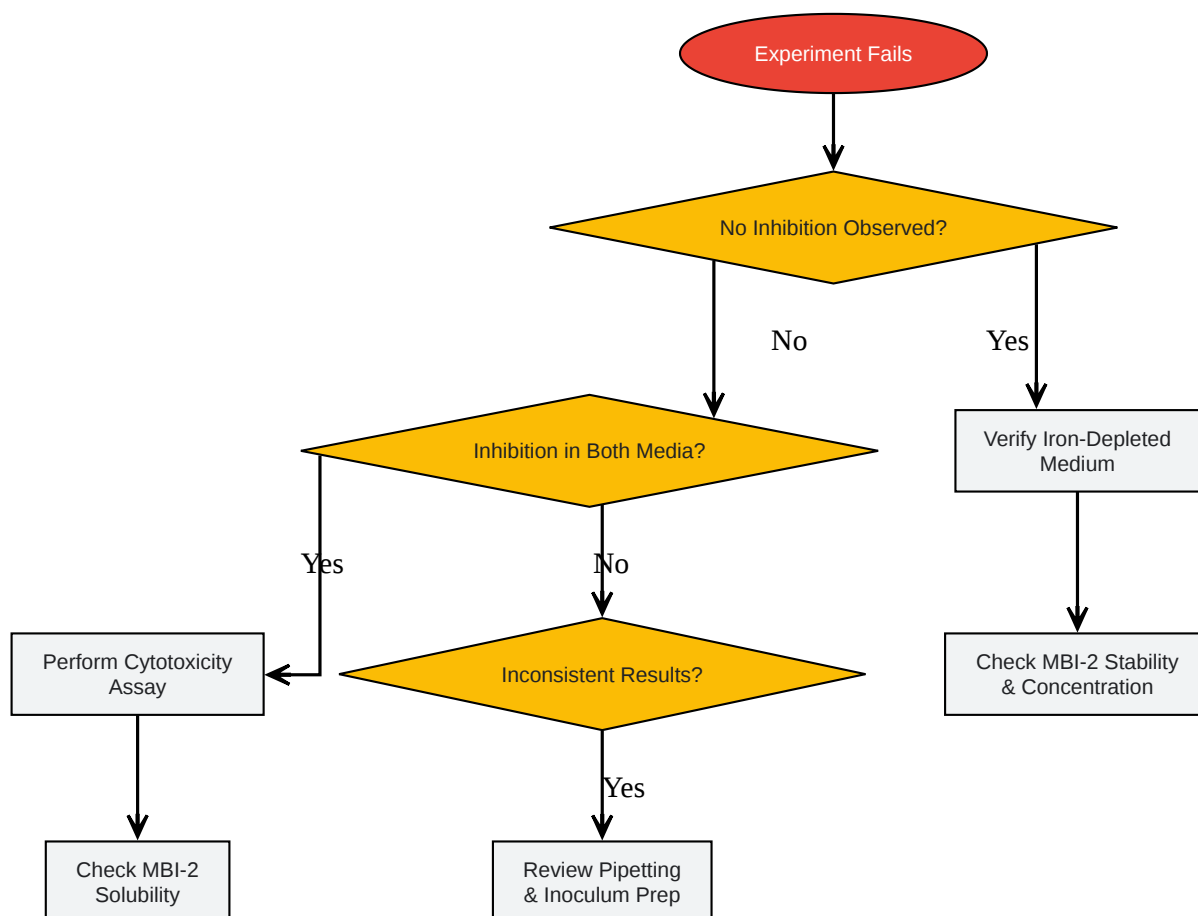 Experiment Fails
No Inhibition Observed?
No
Yes
Inhibition in Both Media?
Verify Iron-Depleted
Medium
Yes
No
Perform Cytotoxicity
Assay
Inconsistent Results?
Check MBI-2 Stability
& Concentration
Yes
Check MBI-2
Solubility
Review Pipetting
& Inoculum Prep